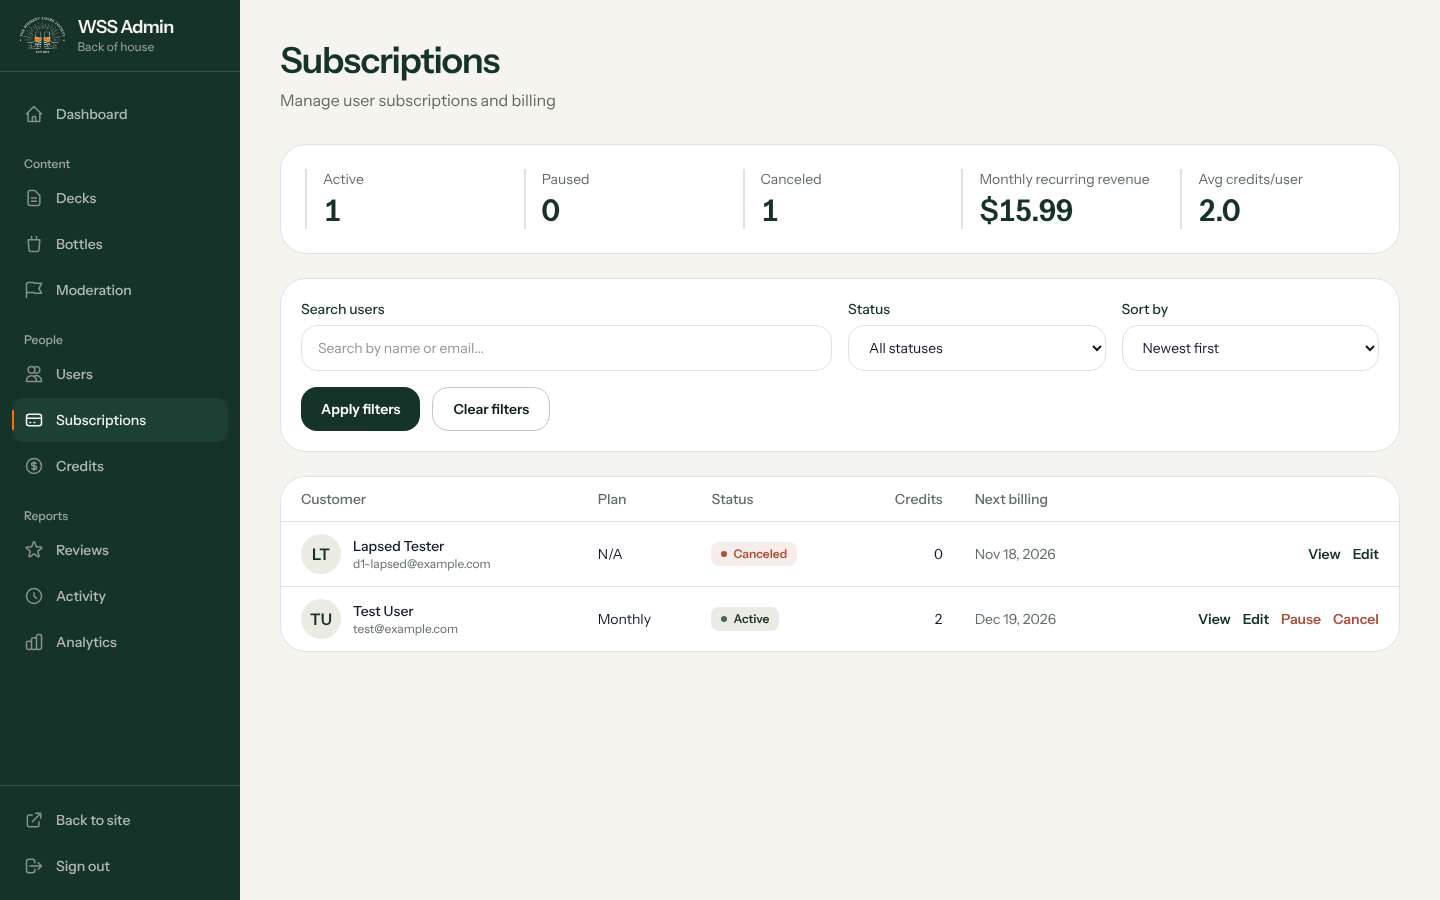 WSS Admin
Back of house
Dashboard
Content
Decks
Bottles
Moderation
People
Users
Subscriptions
Credits
Reports
Reviews
Activity
Analytics
Back to site
Sign out
Subscriptions
Manage user subscriptions and billing
Active Paused Canceled Monthly recurring revenue Avg credits/user
1 0 1 $15.99 2.0
Search users Status Sort by
Search by name or email... All statuses Newest first
Apply filters Clear filters
Customer Plan Status Credits Next billing
LT Lapsed Tester N/A Canceled 0 Nov 18, 2026 View Edit
d1-lapsed@example.com
TU Test User Monthly Active 2 Dec 19, 2026 View Edit Pause Cancel
test@example.com